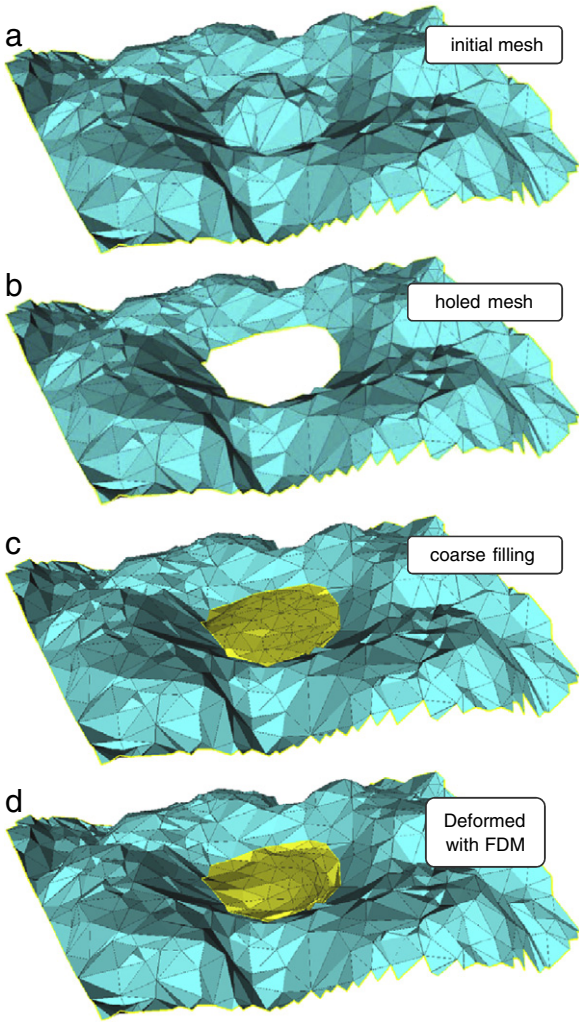 a
initial mesh
b
holed mesh
c
coarse filling
d
Deformed
with FDM